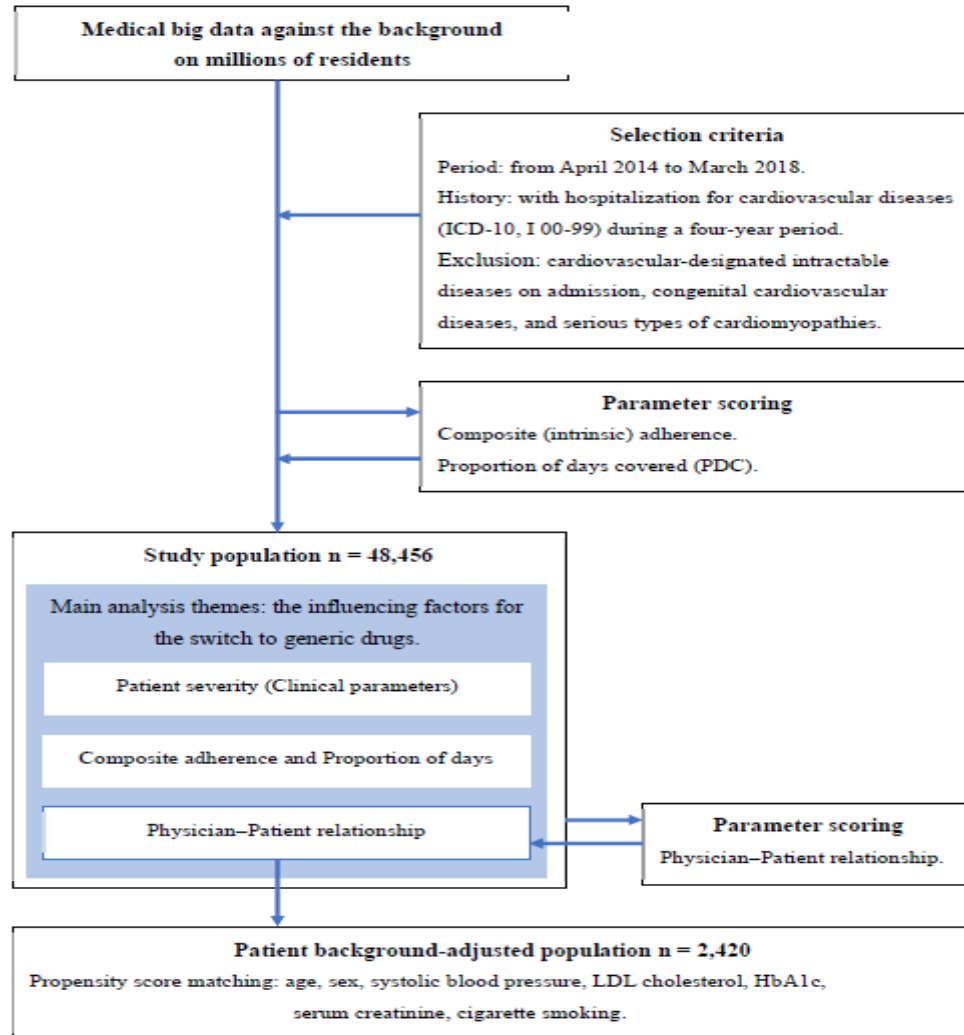 Medical big data against the background
on millions of residents
Selection criteria
Period: from April 2014 to March 2018.
History: with hospitalization for cardiovascular diseases
(ICD-10, I 00-99) during a four-year period.
Exclusion: cardiovascular-designated intractable
diseases on admission, congenital cardiovascular
diseases, and serious types of cardiomyopathies.
Parameter scoring
Composite (intrinsic) adherence.
Proportion of days covered (PDC).
Study population n = 48,456
Main analysis themes: the influencing factors for
the switch to generic drugs.
Patient severity (Clinical parameters)
Composite adherence and Proportion of days
Physician–Patient relationship
Parameter scoring
Physician–Patient relationship.
Patient background-adjusted population n = 2,420
Propensity score matching: age, sex, systolic blood pressure, LDL cholesterol, HbA1c,
serum creatinine, cigarette smoking.